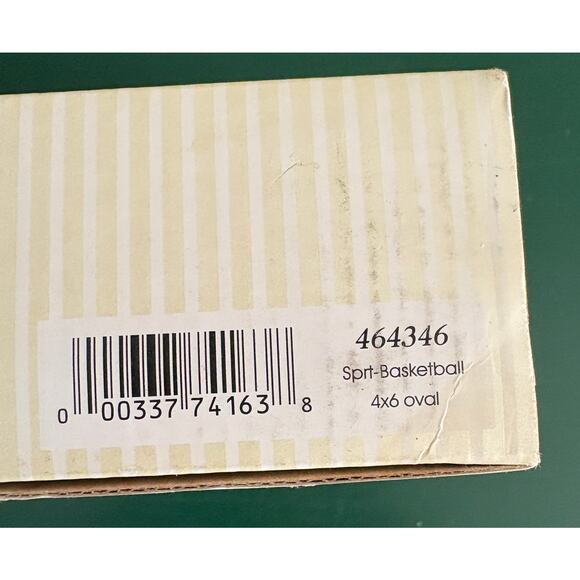 464346
Sprt-Basketball
4x6 oval
0 00337 74163 8